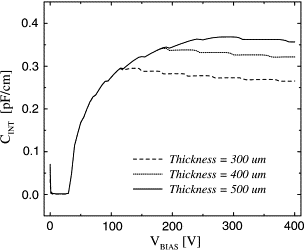 0.4
0.3
0.2
0.1
0.0
C_INT [pF/cm]
Thickness = 300 um
Thickness = 400 um
Thickness = 500 um
0 100 200 300 400
V_BIAS [V]